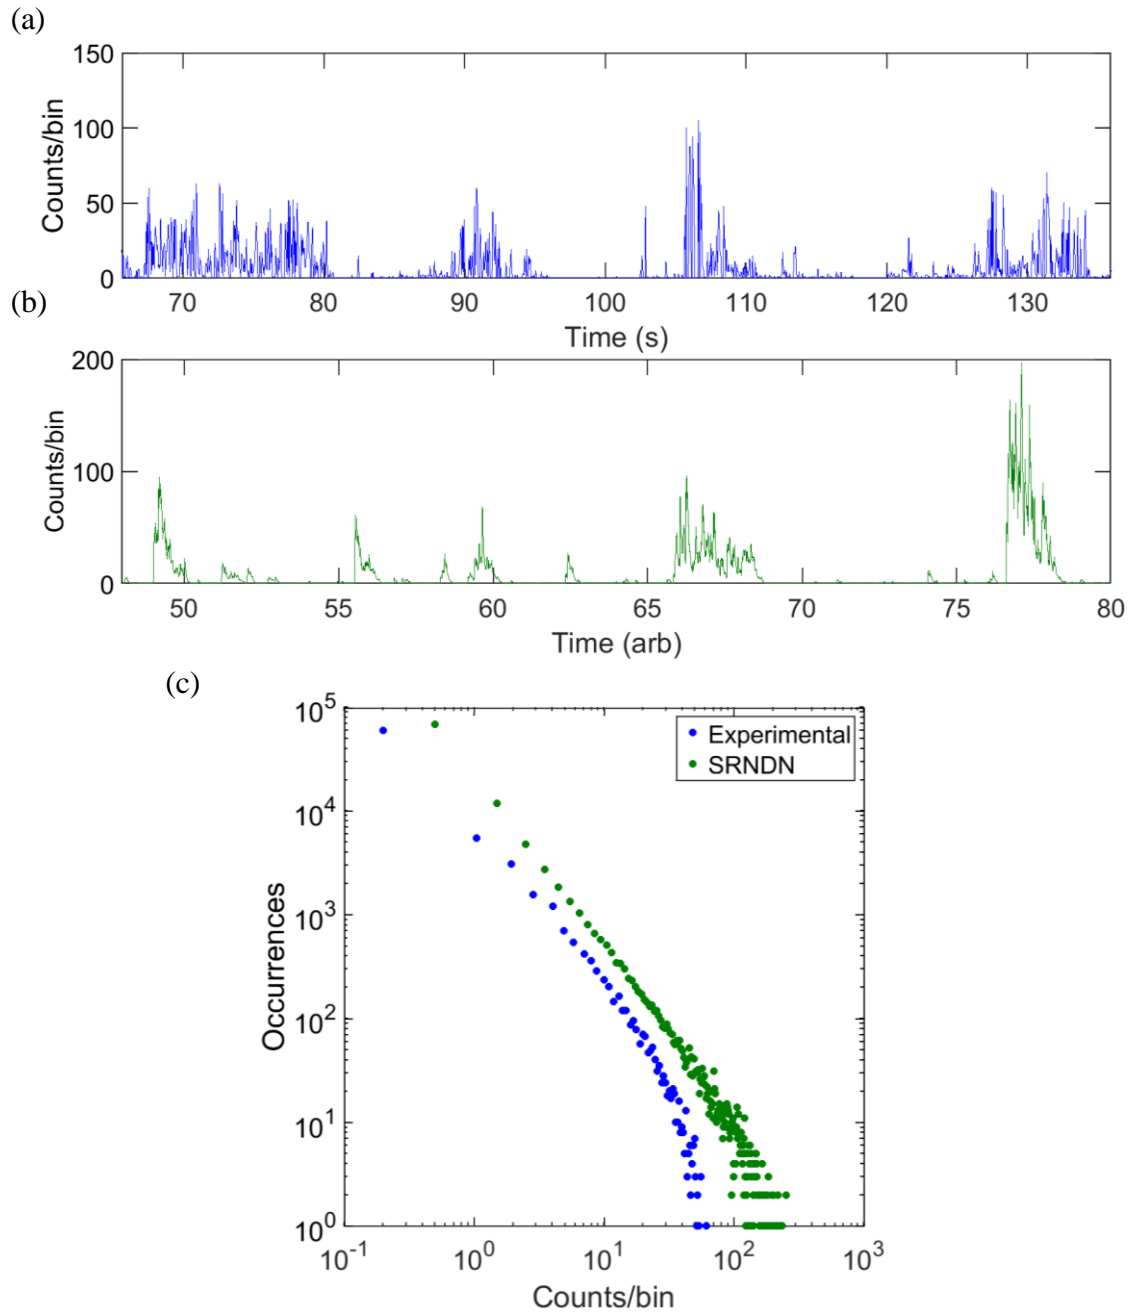 (a)
150
100
50
0
Counts/bin
70 80 90 100 110 120 130
Time (s)
(b)
200
100
0
Counts/bin
50 55 60 65 70 75 80
Time (arb)
(c)
10^5
10^4
10^3
10^2
10^1
10^0
Occurrences
Experimental
SRNDN
10^-1 10^0 10^1 10^2 10^3
Counts/bin